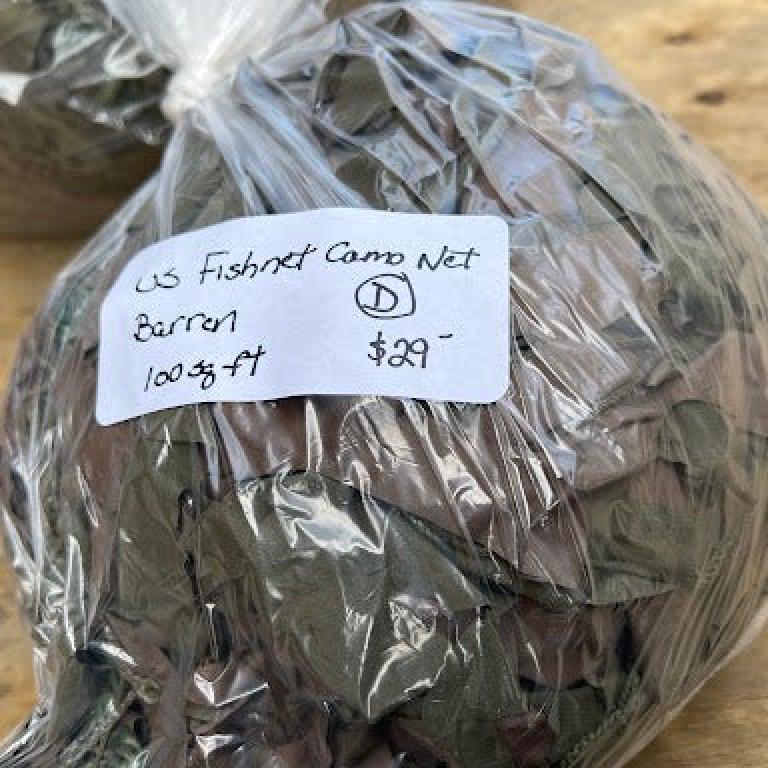 US Fishnet Camo Net
Barren D
100 sq ft $29-